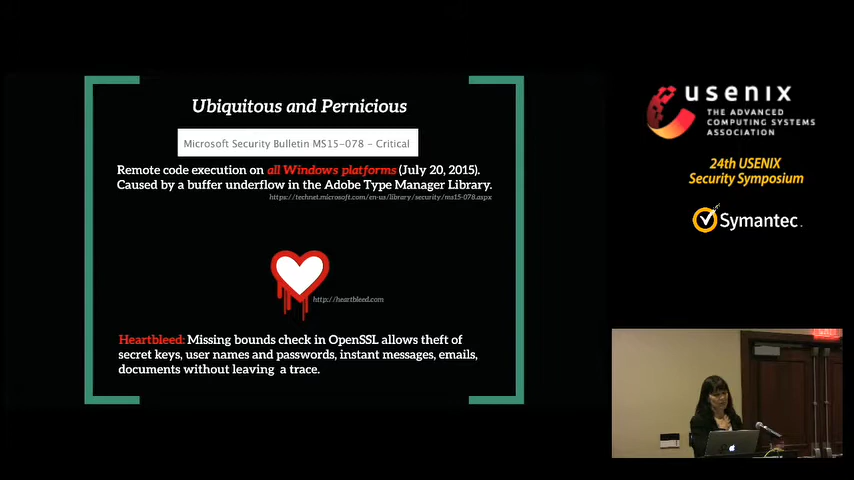 Ubiquitous and Pernicious
Microsoft Security Bulletin MS15-078 - Critical
Remote code execution on all Windows platforms (July 20, 2015).
Caused by a buffer underflow in the Adobe Type Manager Library.
https://technet.microsoft.com/en-us/library/security/ms15-078.aspx
http://heartbleed.com
Heartbleed: Missing bounds check in OpenSSL allows theft of
secret keys, user names and passwords, instant messages, emails,
documents without leaving a trace.
usenix
THE ADVANCED
COMPUTING SYSTEMS
ASSOCIATION
24th USENIX
Security Symposium
Symantec.